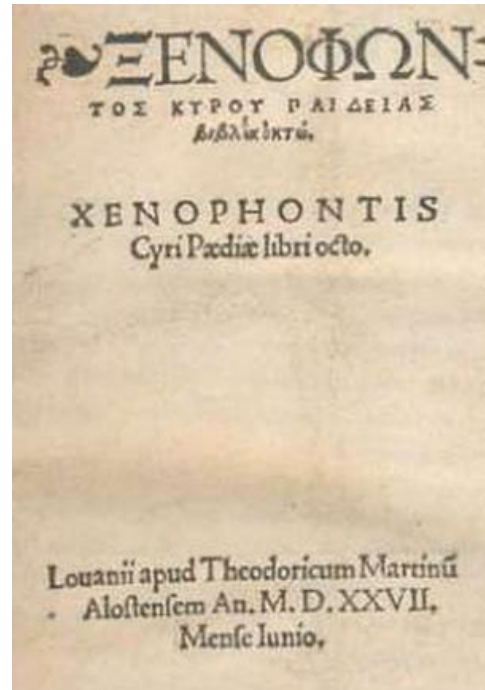 ΞΕΝΟΦΩΝ-
ΤΟΣ ΚΥΡΟΥ ΠΑΙΔΕΙΑΣ
βιβλία ὀκτώ.
XENOPHONTIS
Cyri Pædiæ libri octo.
Louanii apud Theodoricum Martinū
Alostensem An. M. D. XXVII.
Mense Iunio.